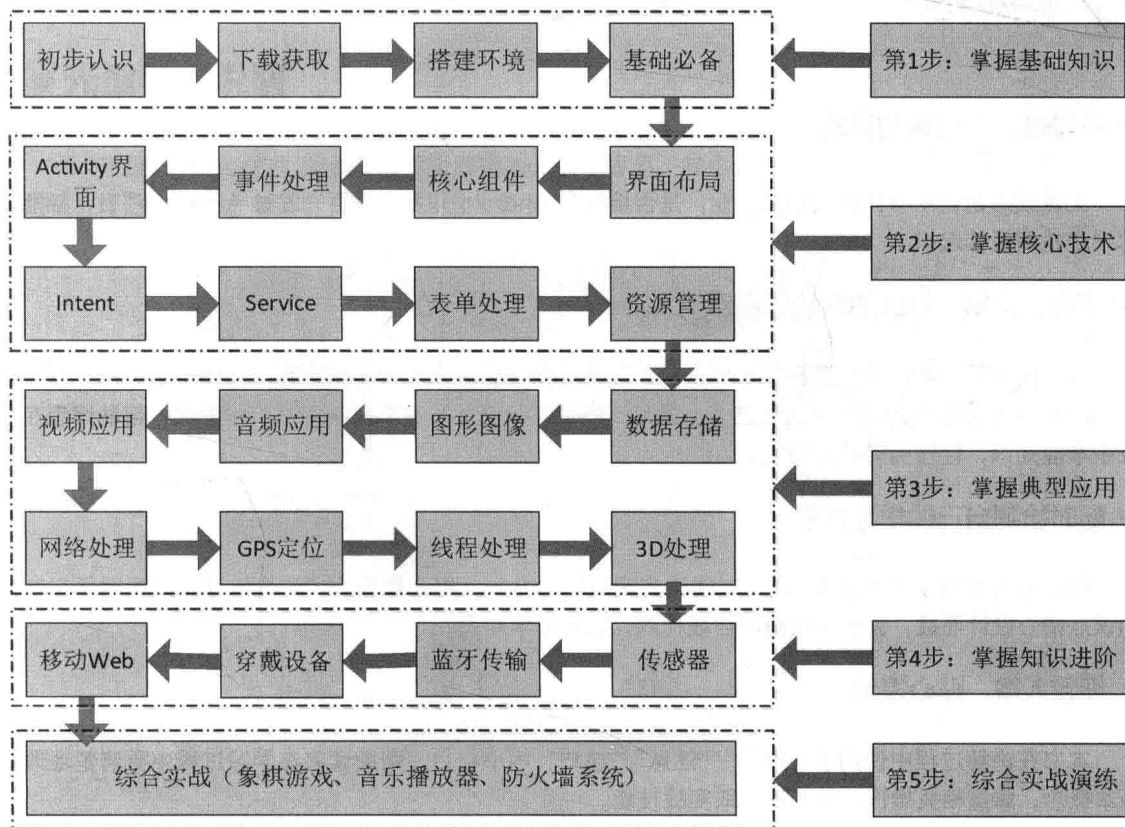 初步认识
下载获取
搭建环境
基础必备
第1步：掌握基础知识
Activity界
面
事件处理
核心组件
界面布局
第2步：掌握核心技术
Intent
Service
表单处理
资源管理
视频应用
音频应用
图形图像
数据存储
第3步：掌握典型应用
网络处理
GPS定位
线程处理
3D处理
移动Web
穿戴设备
蓝牙传输
传感器
第4步：掌握知识进阶
综合实战（象棋游戏、音乐播放器、防火墙系统）
第5步：综合实战演练